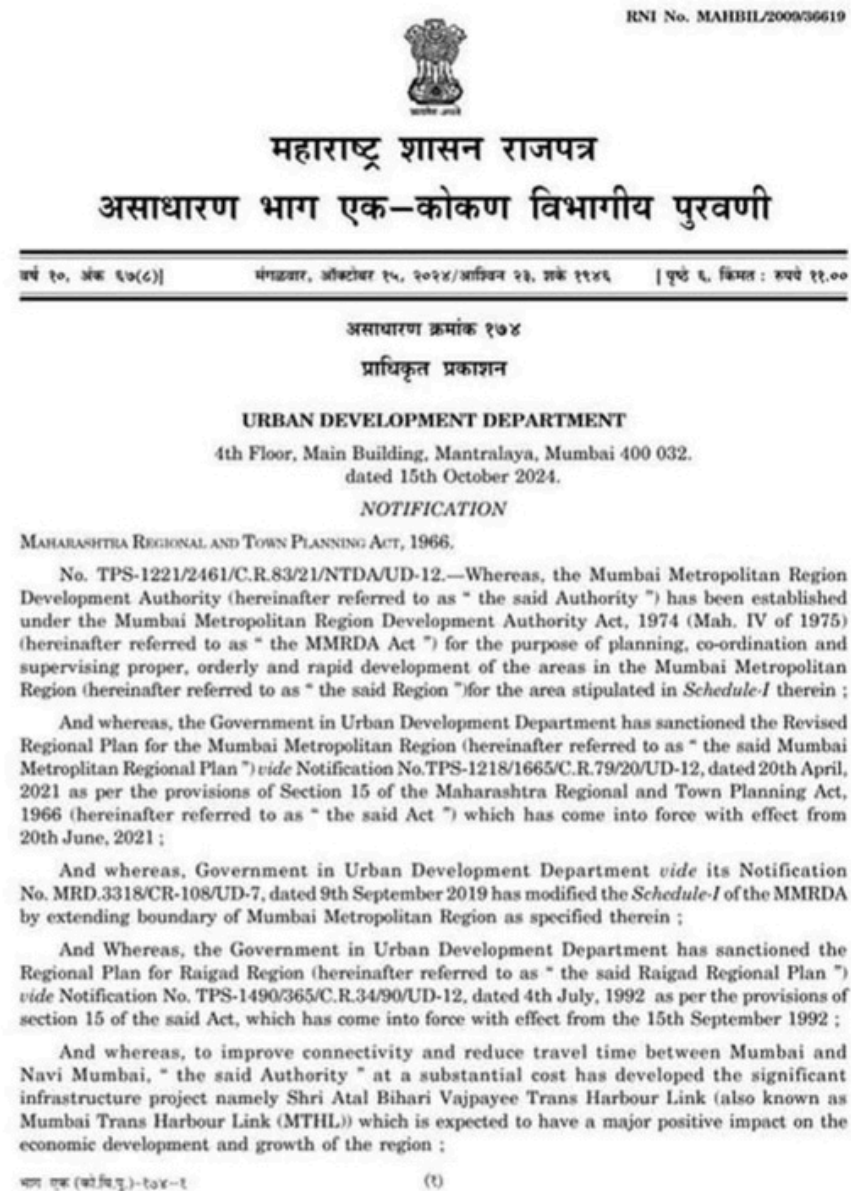 RNI No. MAHBIL/2009/36619
महाराष्ट्र शासन राजपत्र
असाधारण भाग एक–कोकण विभागीय पुरवणी
वर्ष १०, अंक ६७(८)]
मंगळवार, ऑक्टोबर १५, २०२४/आश्विन २३, शके १९४६
[ पृष्ठे ६, किंमत : रुपये ११.००
असाधारण क्रमांक १७४
प्राधिकृत प्रकाशन
URBAN DEVELOPMENT DEPARTMENT
4th Floor, Main Building, Mantralaya, Mumbai 400 032.
dated 15th October 2024.
NOTIFICATION
MAHARASHTRA REGIONAL AND TOWN PLANNING ACT, 1966.
No. TPS-1221/2461/C.R.83/21/NTDA/UD-12.—Whereas, the Mumbai Metropolitan Region
Development Authority (hereinafter referred to as “ the said Authority ”) has been established
under the Mumbai Metropolitan Region Development Authority Act, 1974 (Mah. IV of 1975)
(hereinafter referred to as “ the MMRDA Act ”) for the purpose of planning, co-ordination and
supervising proper, orderly and rapid development of the areas in the Mumbai Metropolitan
Region (hereinafter referred to as “ the said Region ”)for the area stipulated in Schedule-I therein ;
And whereas, the Government in Urban Development Department has sanctioned the Revised
Regional Plan for the Mumbai Metropolitan Region (hereinafter referred to as “ the said Mumbai
Metroplitan Regional Plan ”) vide Notification No.TPS-1218/1665/C.R.79/20/UD-12, dated 20th April,
2021 as per the provisions of Section 15 of the Maharashtra Regional and Town Planning Act,
1966 (hereinafter referred to as “ the said Act ”) which has come into force with effect from
20th June, 2021 ;
And whereas, Government in Urban Development Department vide its Notification
No. MRD.3318/CR-108/UD-7, dated 9th September 2019 has modified the Schedule-I of the MMRDA
by extending boundary of Mumbai Metropolitan Region as specified therein ;
And Whereas, the Government in Urban Development Department has sanctioned the
Regional Plan for Raigad Region (hereinafter referred to as “ the said Raigad Regional Plan ”)
vide Notification No. TPS-1490/365/C.R.34/90/UD-12, dated 4th July, 1992 as per the provisions of
section 15 of the said Act, which has come into force with effect from the 15th September 1992 ;
And whereas, to improve connectivity and reduce travel time between Mumbai and
Navi Mumbai, “ the said Authority ” at a substantial cost has developed the significant
infrastructure project namely Shri Atal Bihari Vajpayee Trans Harbour Link (also known as
Mumbai Trans Harbour Link (MTHL)) which is expected to have a major positive impact on the
economic development and growth of the region ;
भाग एक (को.वि.पु.)-१७४-१
(१)